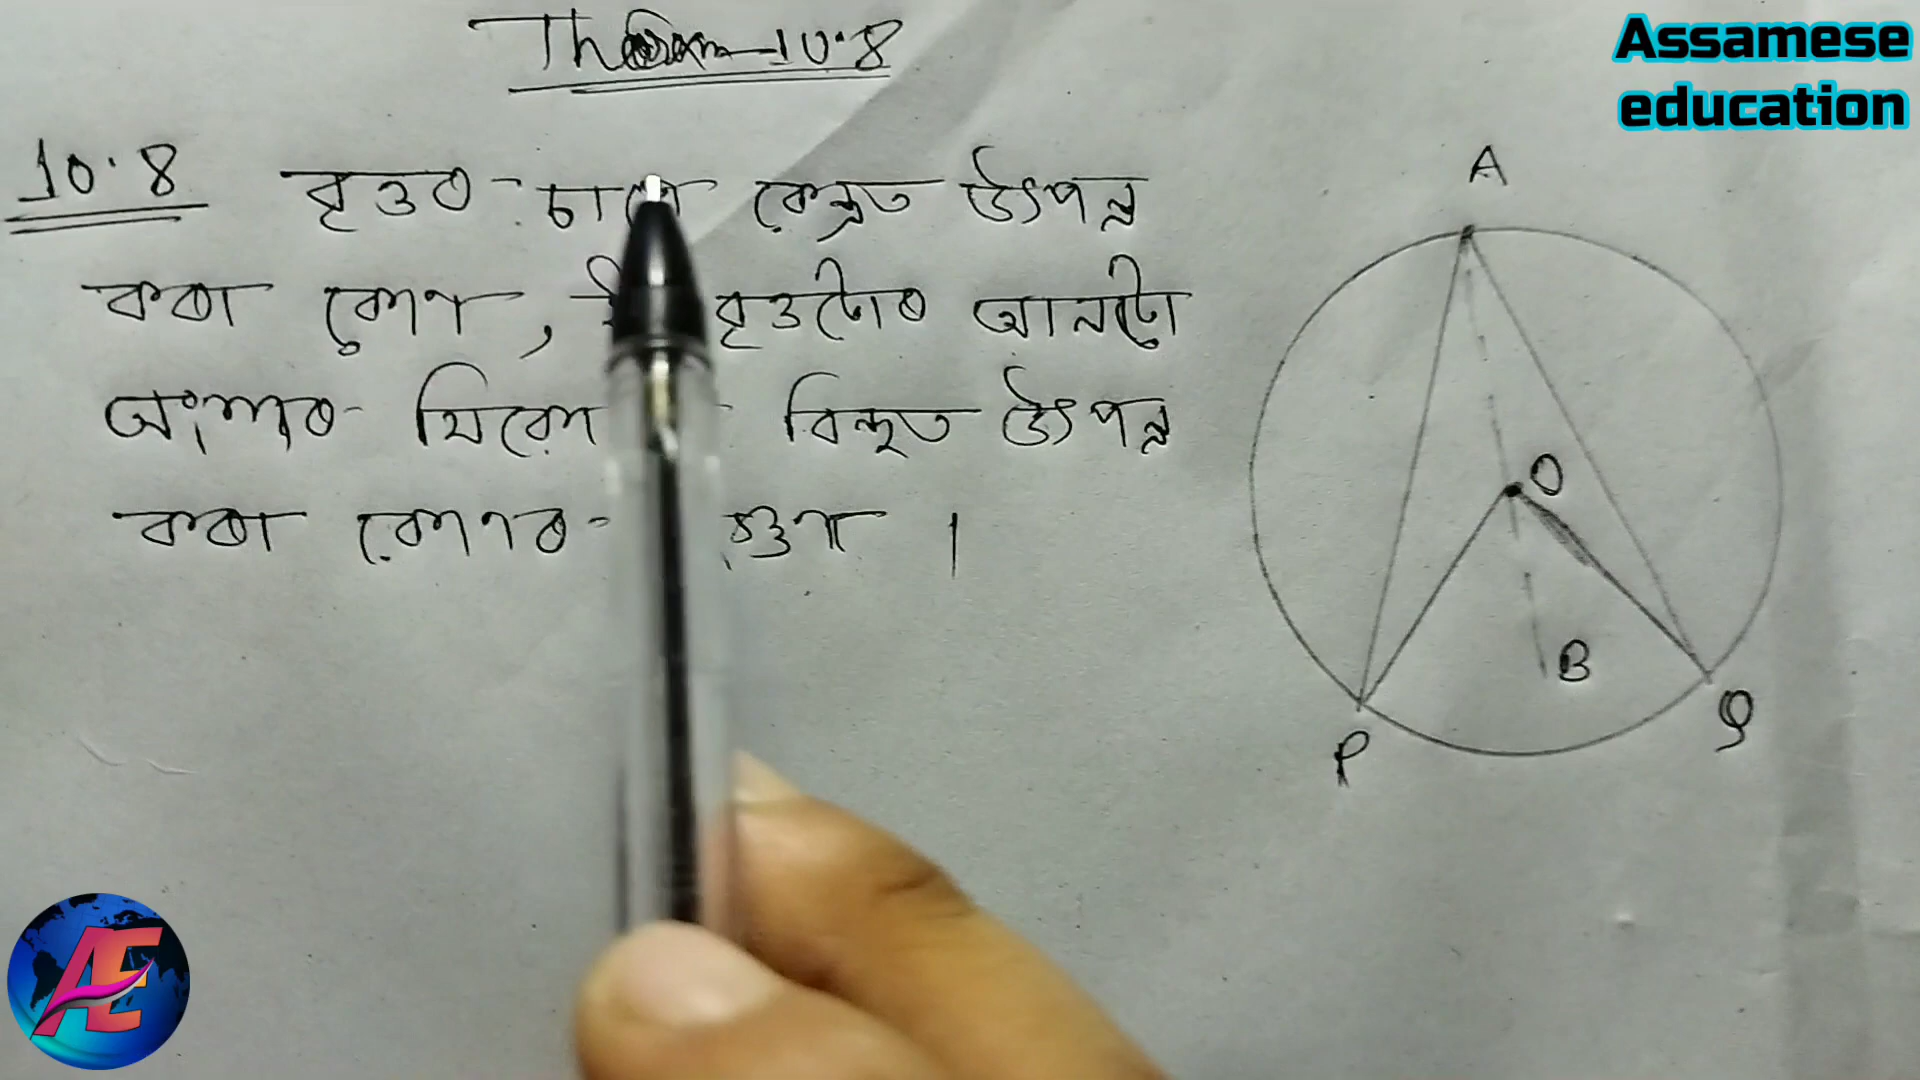 Theorem-10.8
Assamese
education
10.8 বৃত্তৰ চাপে কেন্দ্ৰত উৎপন্ন
কৰা কোণ, বৃত্তটোৰ আনটো
অংশৰ যিকো বিন্দুত উৎপন্ন
কৰা কোণৰ গুণ ।
A
O
B
P
Q
Æ